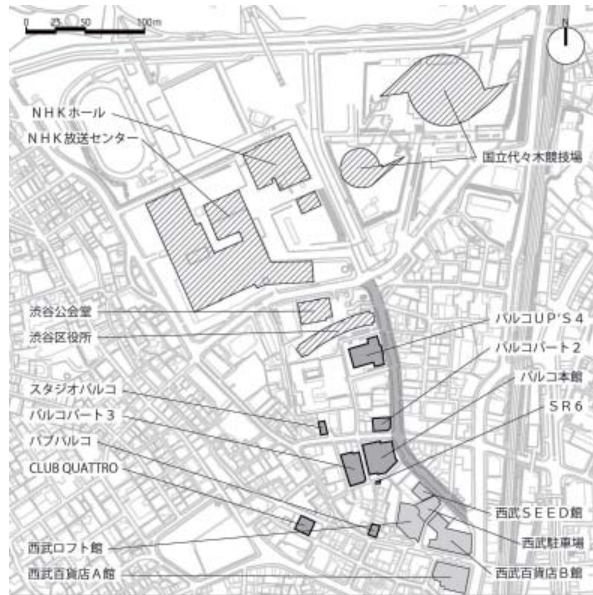 0 25 50 100m
N
NHKホール
NHK放送センター
国立代々木競技場
渋谷公会堂
渋谷区役所
スタジオパルコ
パルコパート3
パブパルコ
CLUB QUATTRO
西武ロフト館
西武百貨店A館
パルコUP'S4
パルコパート2
パルコ本館
SR6
西武SEED館
西武駐車場
西武百貨店B館